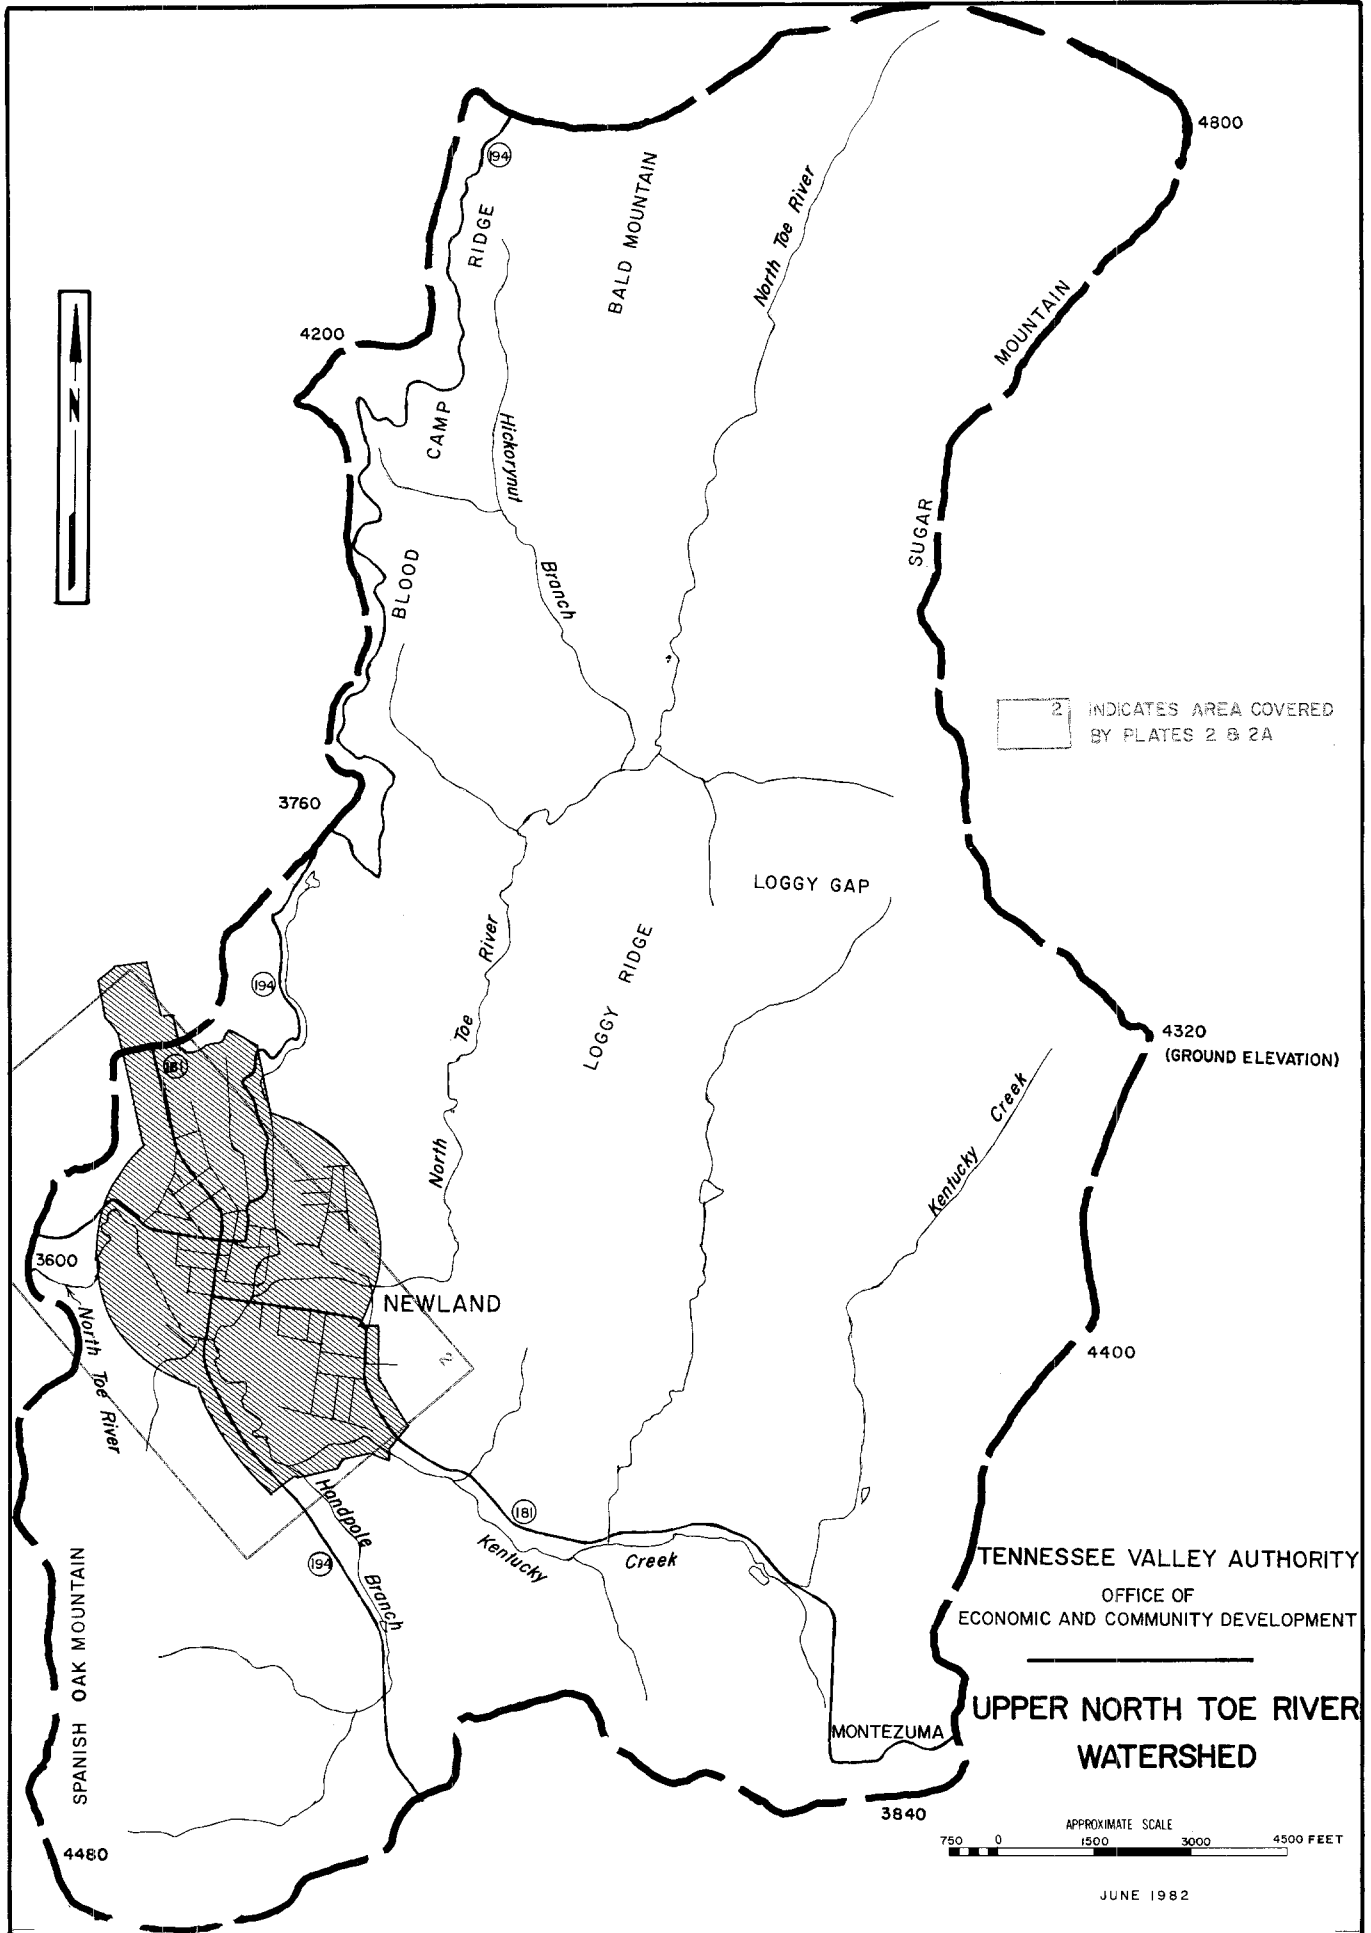 4800
194
RIDGE
BALD MOUNTAIN
North Toe River
MOUNTAIN
4200
N
CAMP
Hickorynut
SUGAR
BLOOD
Branch
2
INDICATES AREA COVERED
BY PLATES 2 & 2A
3760
LOGGY GAP
River
LOGGY RIDGE
194
Toe
4320
(GROUND ELEVATION)
181
Creek
North
Kentucky
3600
NEWLAND
North Toe River
2
4400
Handpole
181
Kentucky
Creek
194
Branch
SPANISH OAK MOUNTAIN
TENNESSEE VALLEY AUTHORITY
OFFICE OF
ECONOMIC AND COMMUNITY DEVELOPMENT
UPPER NORTH TOE RIVER
WATERSHED
MONTEZUMA
3840
4480
APPROXIMATE SCALE
750 0 1500 3000 4500 FEET
JUNE 1982